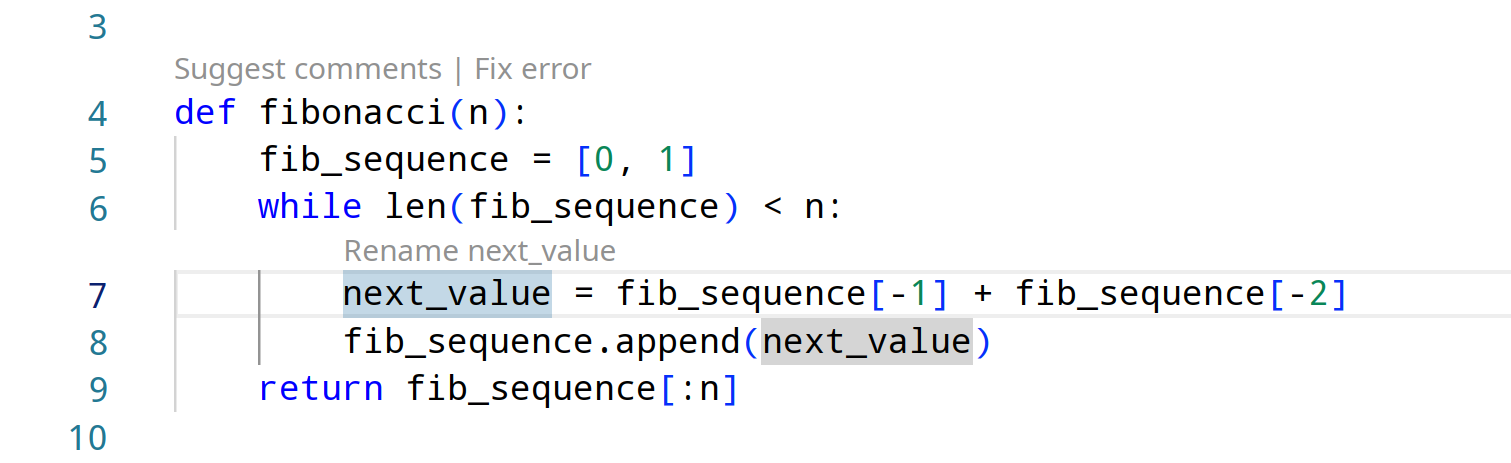 3
Suggest comments | Fix error
4 def fibonacci(n):
5 fib_sequence = [0, 1]
6 while len(fib_sequence) < n:
Rename next_value
7 next_value = fib_sequence[-1] + fib_sequence[-2]
8 fib_sequence.append(next_value)
9 return fib_sequence[:n]
10